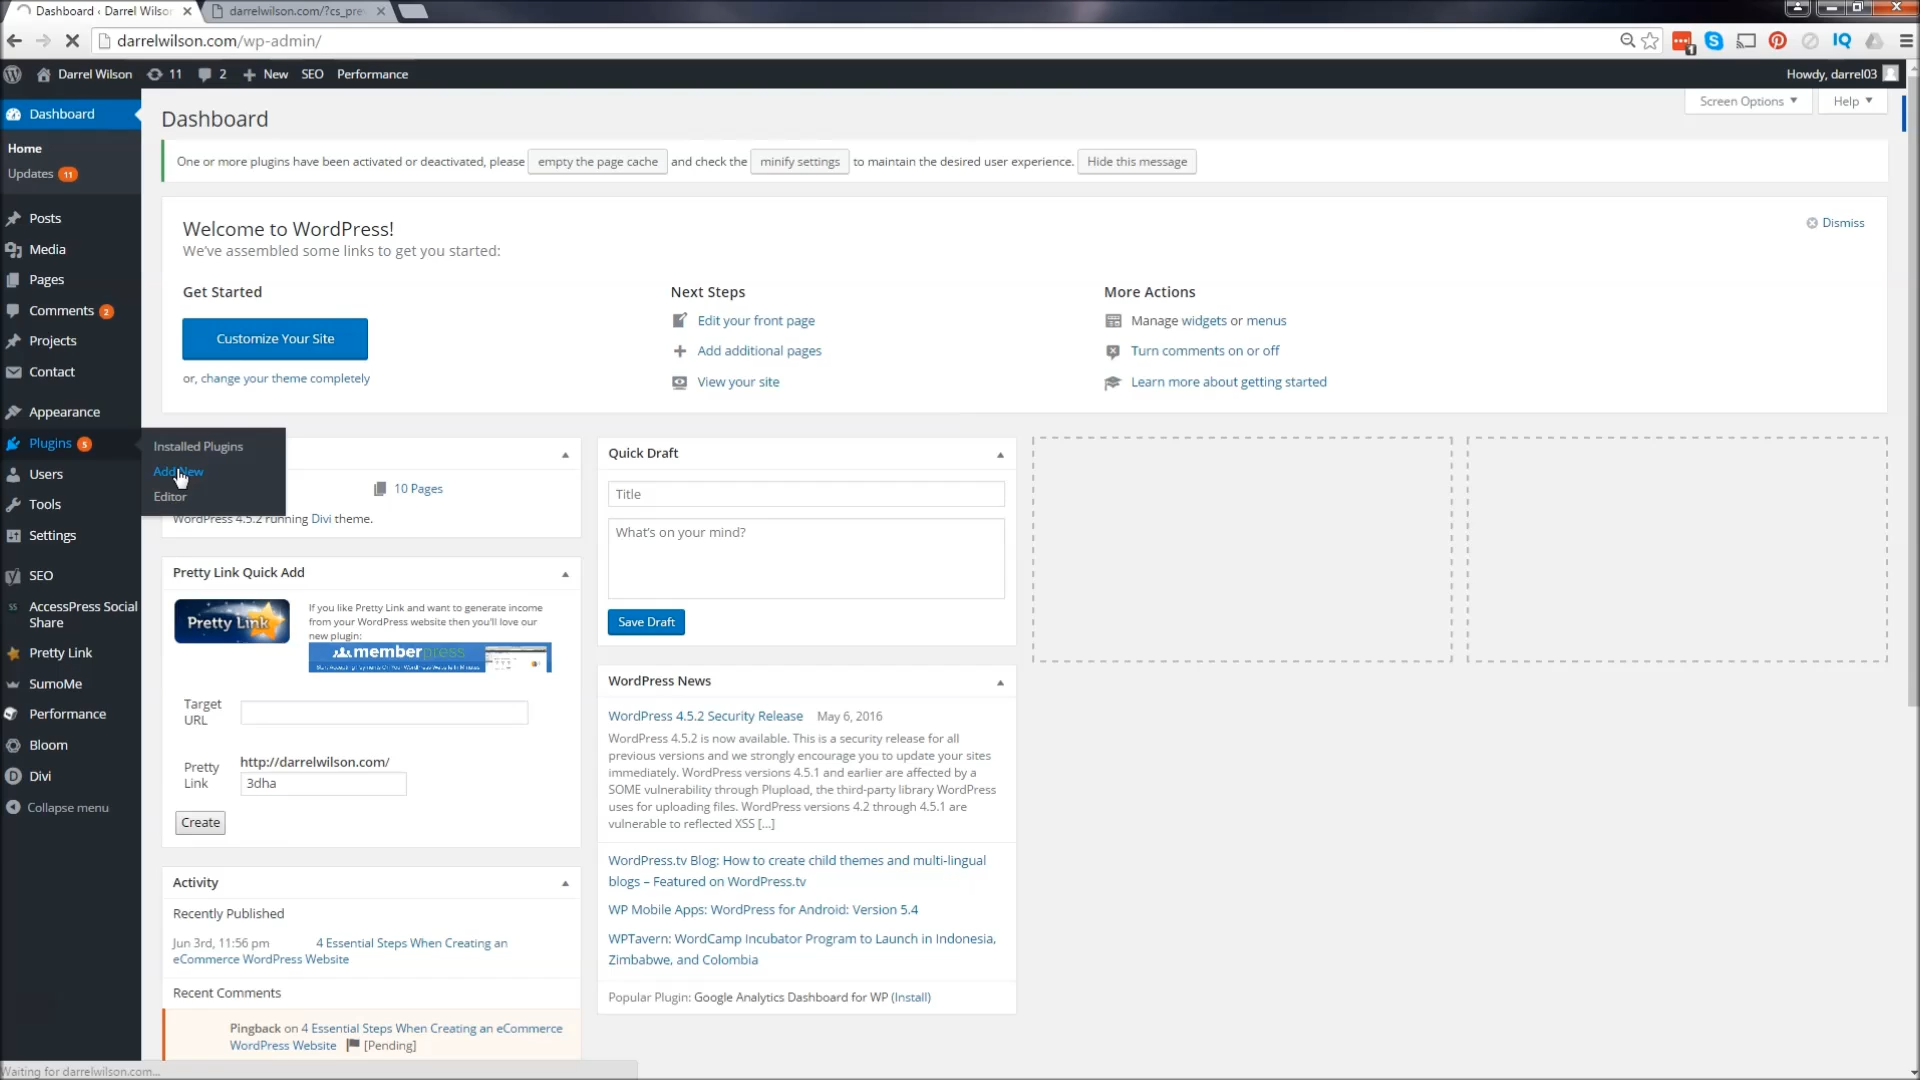 Dashboard ‹ Darrel Wilson
darrelwilson.com/?cs_pre
darrelwilson.com/wp-admin/
IQ
Darrel Wilson 11 2 + New SEO Performance
Howdy, darrel03
Dashboard
Home
Updates 11
Posts
Media
Pages
Comments 2
Projects
Contact
Appearance
Plugins 5
Users
Tools
Settings
SEO
AccessPress Social
Share
Pretty Link
SumoMe
Performance
Bloom
Divi
Collapse menu
Installed Plugins
Add New
Editor
Screen Options
Help
Dashboard
One or more plugins have been activated or deactivated, please empty the page cache and check the minify settings to maintain the desired user experience. Hide this message
Welcome to WordPress!
Dismiss
We've assembled some links to get you started:
Get Started
Customize Your Site
or, change your theme completely
Next Steps
Edit your front page
Add additional pages
View your site
More Actions
Manage widgets or menus
Turn comments on or off
Learn more about getting started
10 Pages
WordPress 4.5.2 running Divi theme.
Pretty Link Quick Add
Pretty Link
If you like Pretty Link and want to generate income
from your WordPress website then you'll love our
new plugin:
memberpress
Start Accepting Payments On Your WordPress Website In Minutes
Target
URL
Pretty
Link
http://darrelwilson.com/
3dha
Create
Activity
Recently Published
Jun 3rd, 11:56 pm 4 Essential Steps When Creating an
eCommerce WordPress Website
Recent Comments
Pingback on 4 Essential Steps When Creating an eCommerce
WordPress Website [Pending]
Quick Draft
Title
What's on your mind?
Save Draft
WordPress News
WordPress 4.5.2 Security Release May 6, 2016
WordPress 4.5.2 is now available. This is a security release for all
previous versions and we strongly encourage you to update your sites
immediately. WordPress versions 4.5.1 and earlier are affected by a
SOME vulnerability through Plupload, the third-party library WordPress
uses for uploading files. WordPress versions 4.2 through 4.5.1 are
vulnerable to reflected XSS […]
WordPress.tv Blog: How to create child themes and multi-lingual
blogs – Featured on WordPress.tv
WP Mobile Apps: WordPress for Android: Version 5.4
WPTavern: WordCamp Incubator Program to Launch in Indonesia,
Zimbabwe, and Colombia
Popular Plugin: Google Analytics Dashboard for WP (Install)
Waiting for darrelwilson.com...